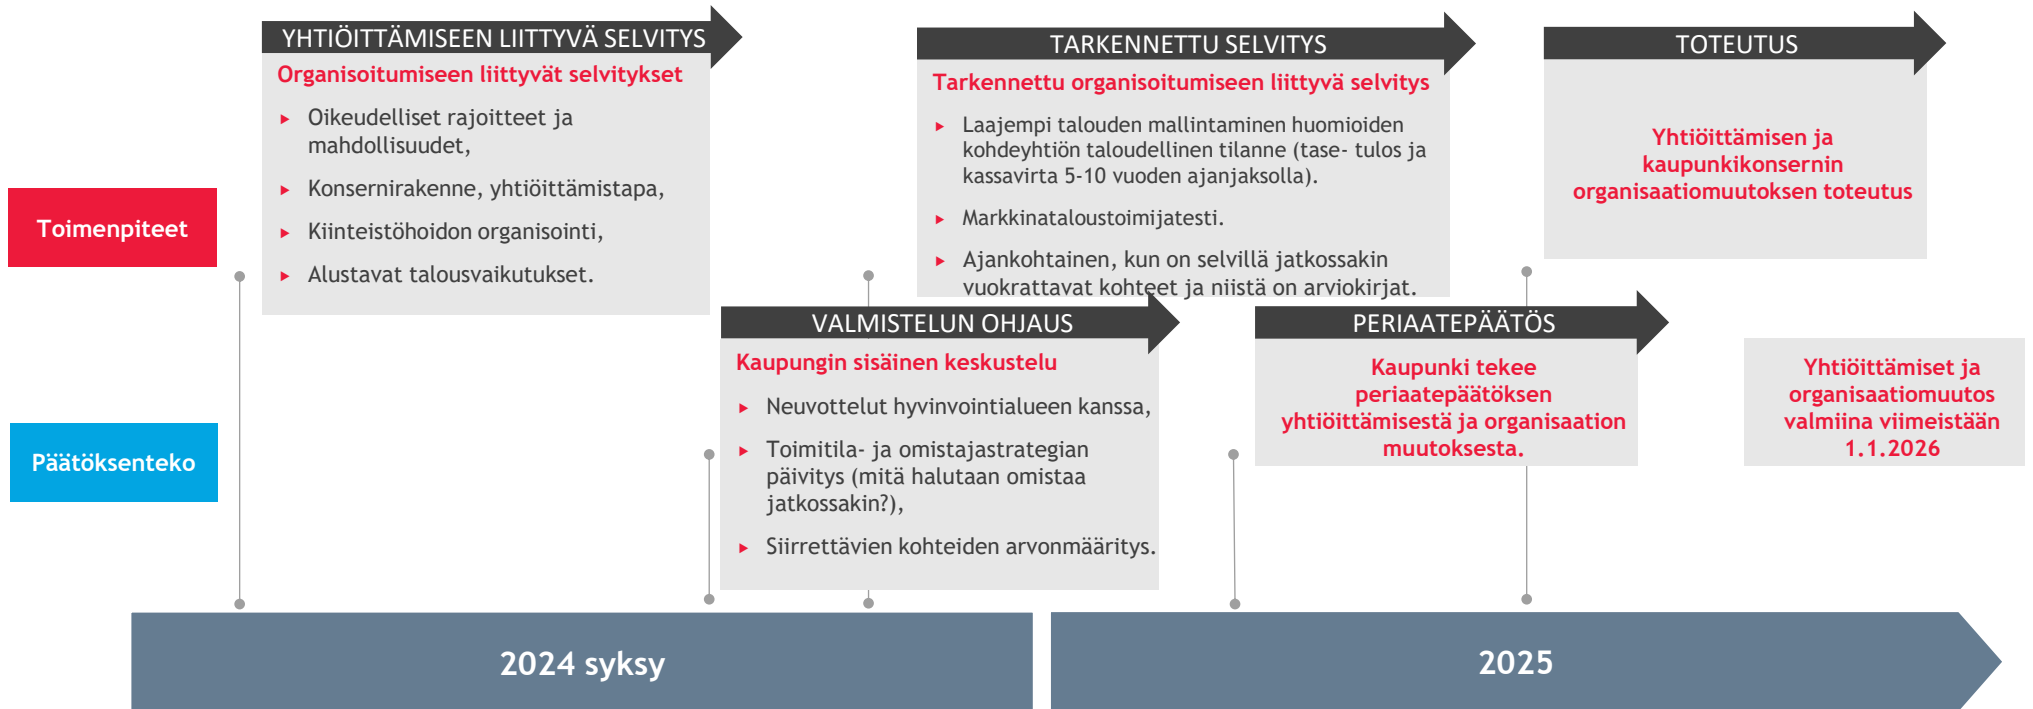 YHTIÖITTÄMISEEN LIITTYVÄ SELVITYS
Organisoitumiseen liittyvät selvitykset
Oikeudelliset rajoitteet ja
mahdollisuudet,
Konsernirakenne, yhtiöittämistapa,
Kiinteistöhoidon organisointi,
Alustavat talousvaikutukset.
TARKENNETTU SELVITYS
Tarkennettu organisoitumiseen liittyvä selvitys
Laajempi talouden mallintaminen huomioiden
kohdeyhtiön taloudellinen tilanne (tase- tulos ja
kassavirta 5-10 vuoden ajanjaksolla).
Markkinataloustoimijatesti.
Ajankohtainen, kun on selvillä jatkossakin
vuokrattavat kohteet ja niistä on arviokirjat.
TOTEUTUS
Yhtiöittämisen ja
kaupunkikonsernin
organisaatiomuutoksen toteutus
Toimenpiteet
VALMISTELUN OHJAUS
Kaupungin sisäinen keskustelu
Neuvottelut hyvinvointialueen kanssa,
Toimitila- ja omistajastrategian
päivitys (mitä halutaan omistaa
jatkossakin?),
Siirrettävien kohteiden arvonmääritys.
PERIAATEPÄÄTÖS
Kaupunki tekee
periaatepäätöksen
yhtiöittämisestä ja organisaation
muutoksesta.
Yhtiöittämiset ja
organisaatiomuutos
valmiina viimeistään
1.1.2026
Päätöksenteko
2024 syksy
2025